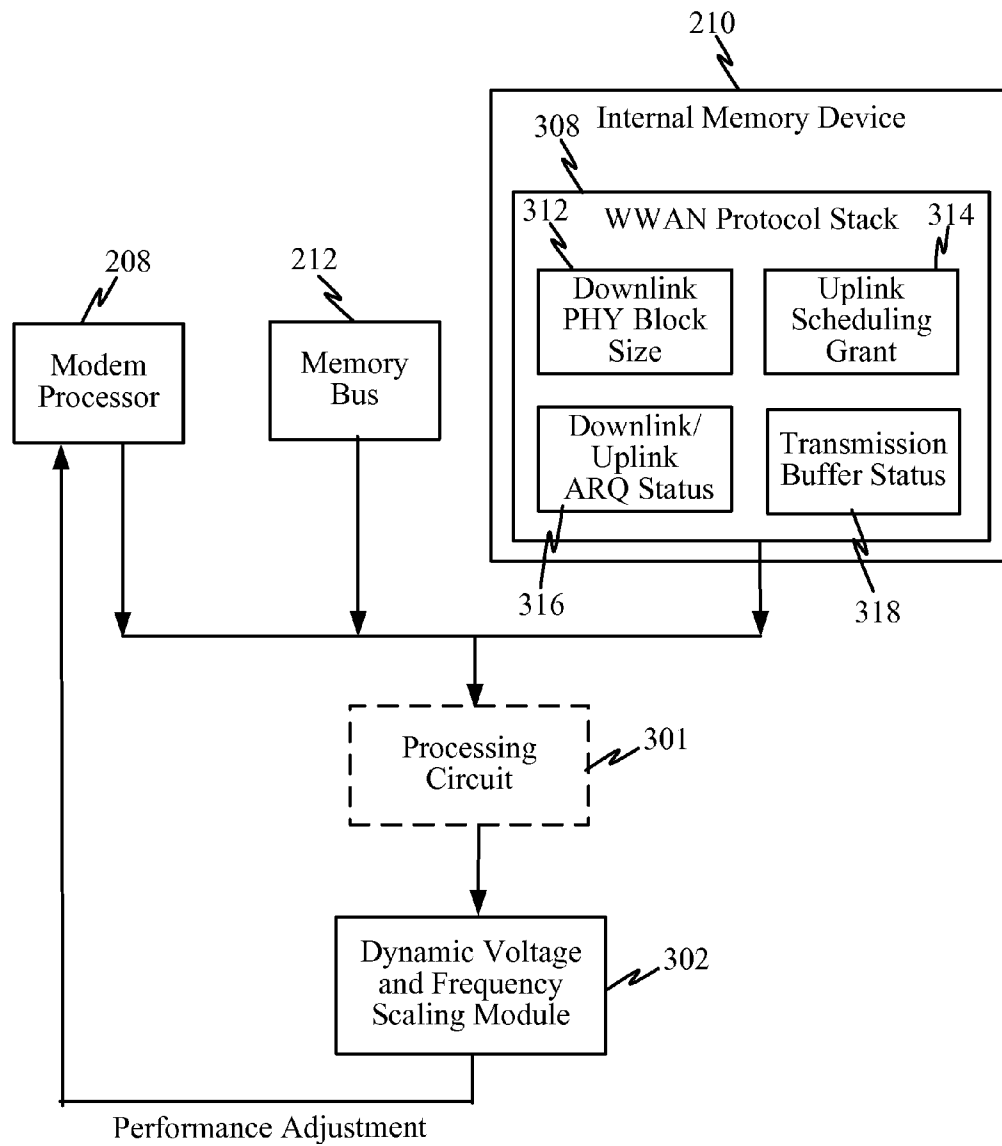 210
Internal Memory Device
308
312
WWAN Protocol Stack
314
208
212
Downlink
PHY Block
Size
Uplink
Scheduling
Grant
Modem
Processor
Memory
Bus
Downlink/
Uplink
ARQ Status
Transmission
Buffer Status
316
318
Processing
Circuit
301
Dynamic Voltage
and Frequency
Scaling Module
302
Performance Adjustment